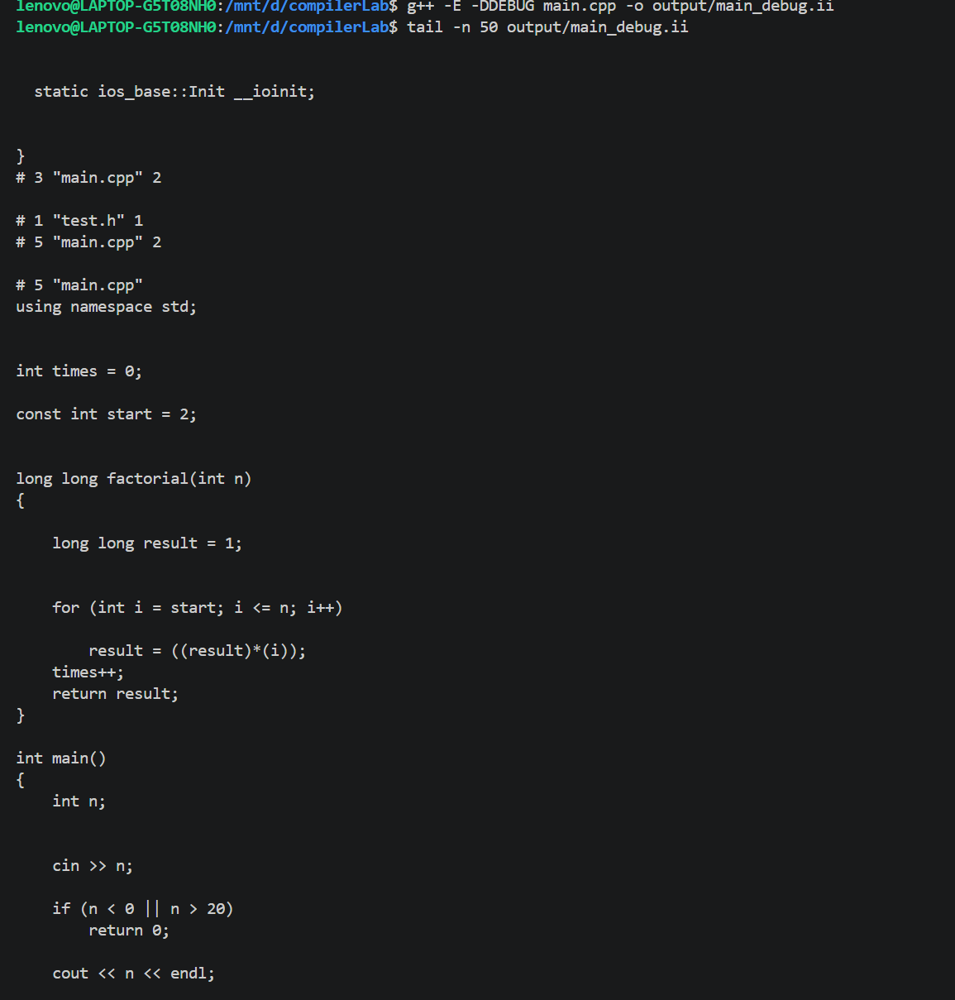 lenovo@LAPTOP-G5T08NH0:/mnt/d/compilerLab$ g++ -E -DDEBUG main.cpp -o output/main_debug.ii
lenovo@LAPTOP-G5T08NH0:/mnt/d/compilerLab$ tail -n 50 output/main_debug.ii
  static ios_base::Init __ioinit;
}
# 3 "main.cpp" 2
# 1 "test.h" 1
# 5 "main.cpp" 2
# 5 "main.cpp"
using namespace std;
int times = 0;
const int start = 2;
long long factorial(int n)
{
    long long result = 1;
    for (int i = start; i <= n; i++)
        result = ((result)*(i));
    times++;
    return result;
}
int main()
{
    int n;
    cin >> n;
    if (n < 0 || n > 20)
        return 0;
    cout << n << endl;